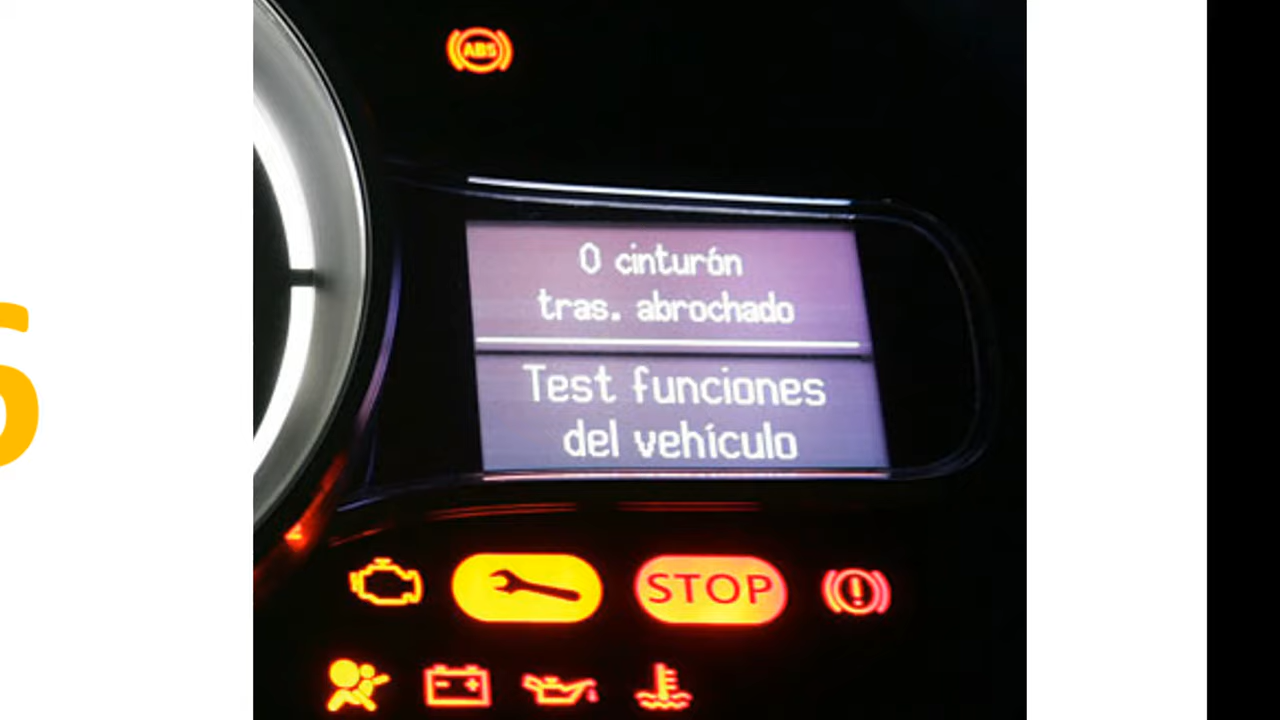 ABS
0 cinturón
tras. abrochado
Test funciones
del vehículo
STOP